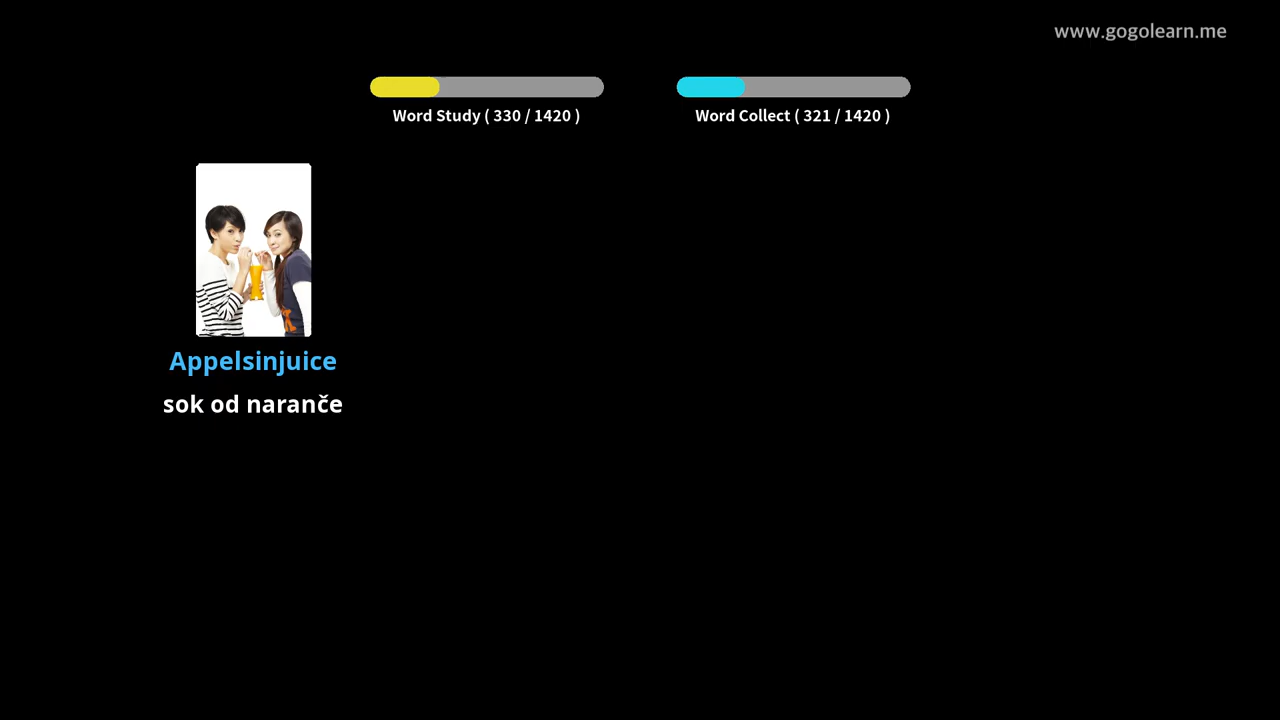 www.gogolearn.me
Word Study ( 330 / 1420 )
Word Collect ( 321 / 1420 )
Appelsinjuice
sok od naranče